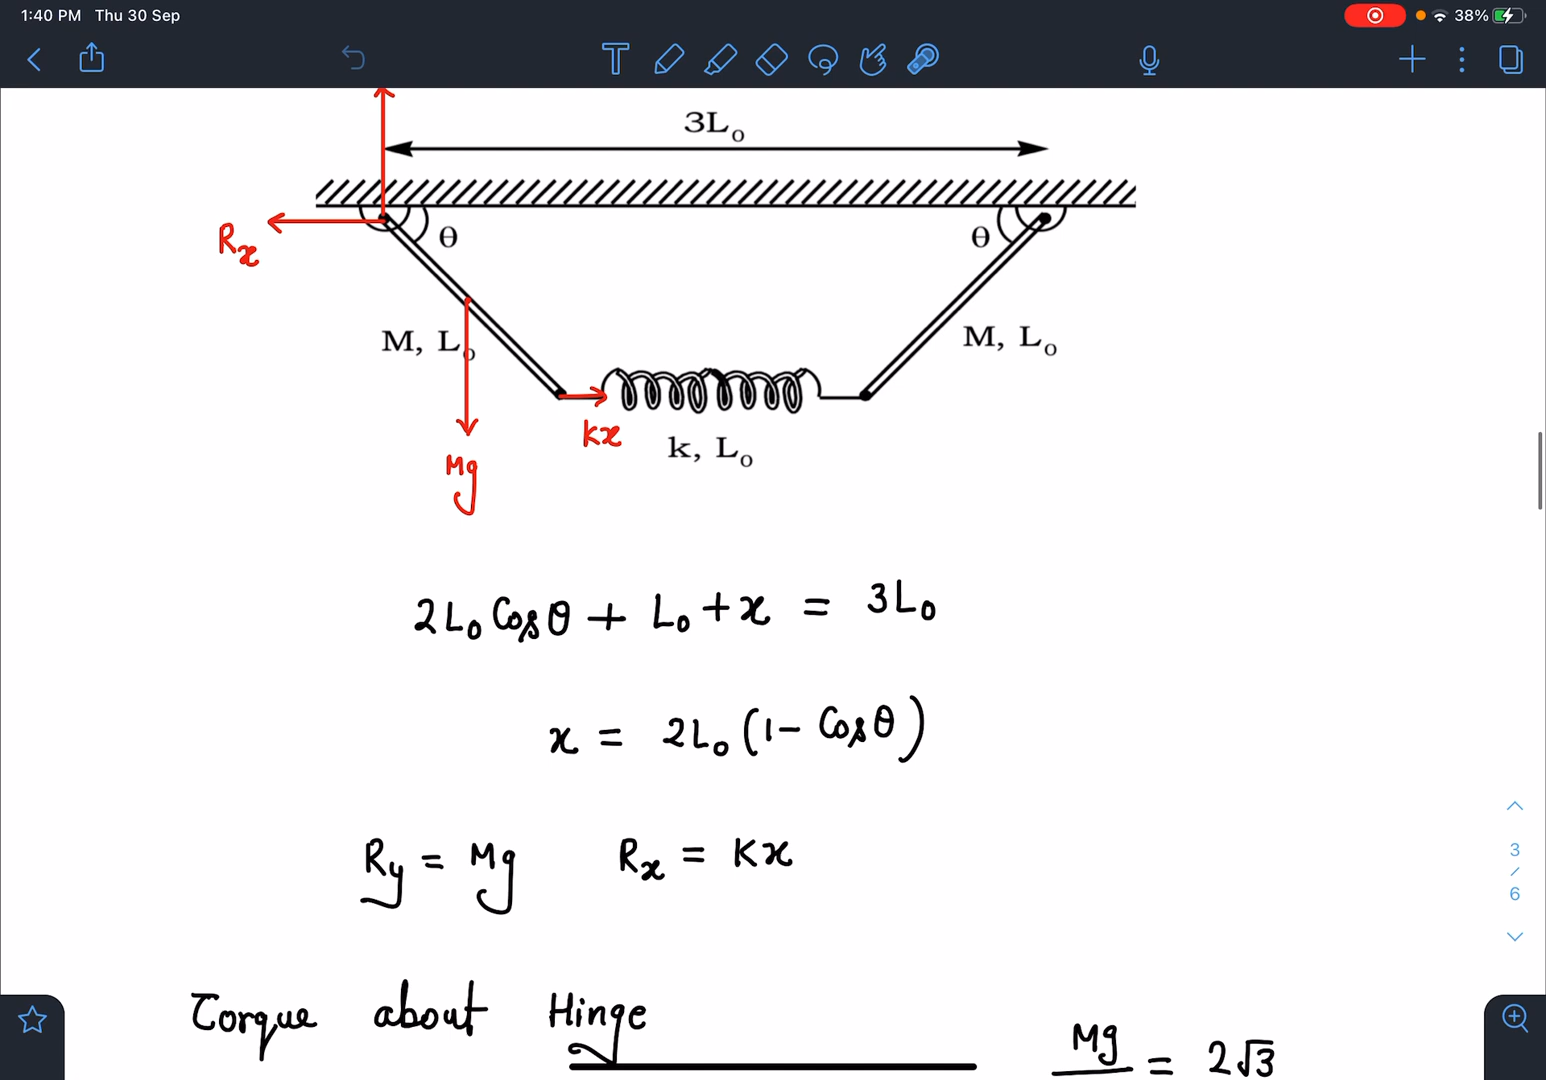 1:40 PM Thu 30 Sep
38%
3L₀
Rₓ
θ
θ
M, L₀
M, L₀
kx
k, L₀
Mg
2L₀ Cosθ + L₀ + x = 3L₀
x = 2L₀ (1 - Cosθ)
Ry = Mg Rₓ = Kx
3
/
6
Torque about Hinge
Mg = 2√3